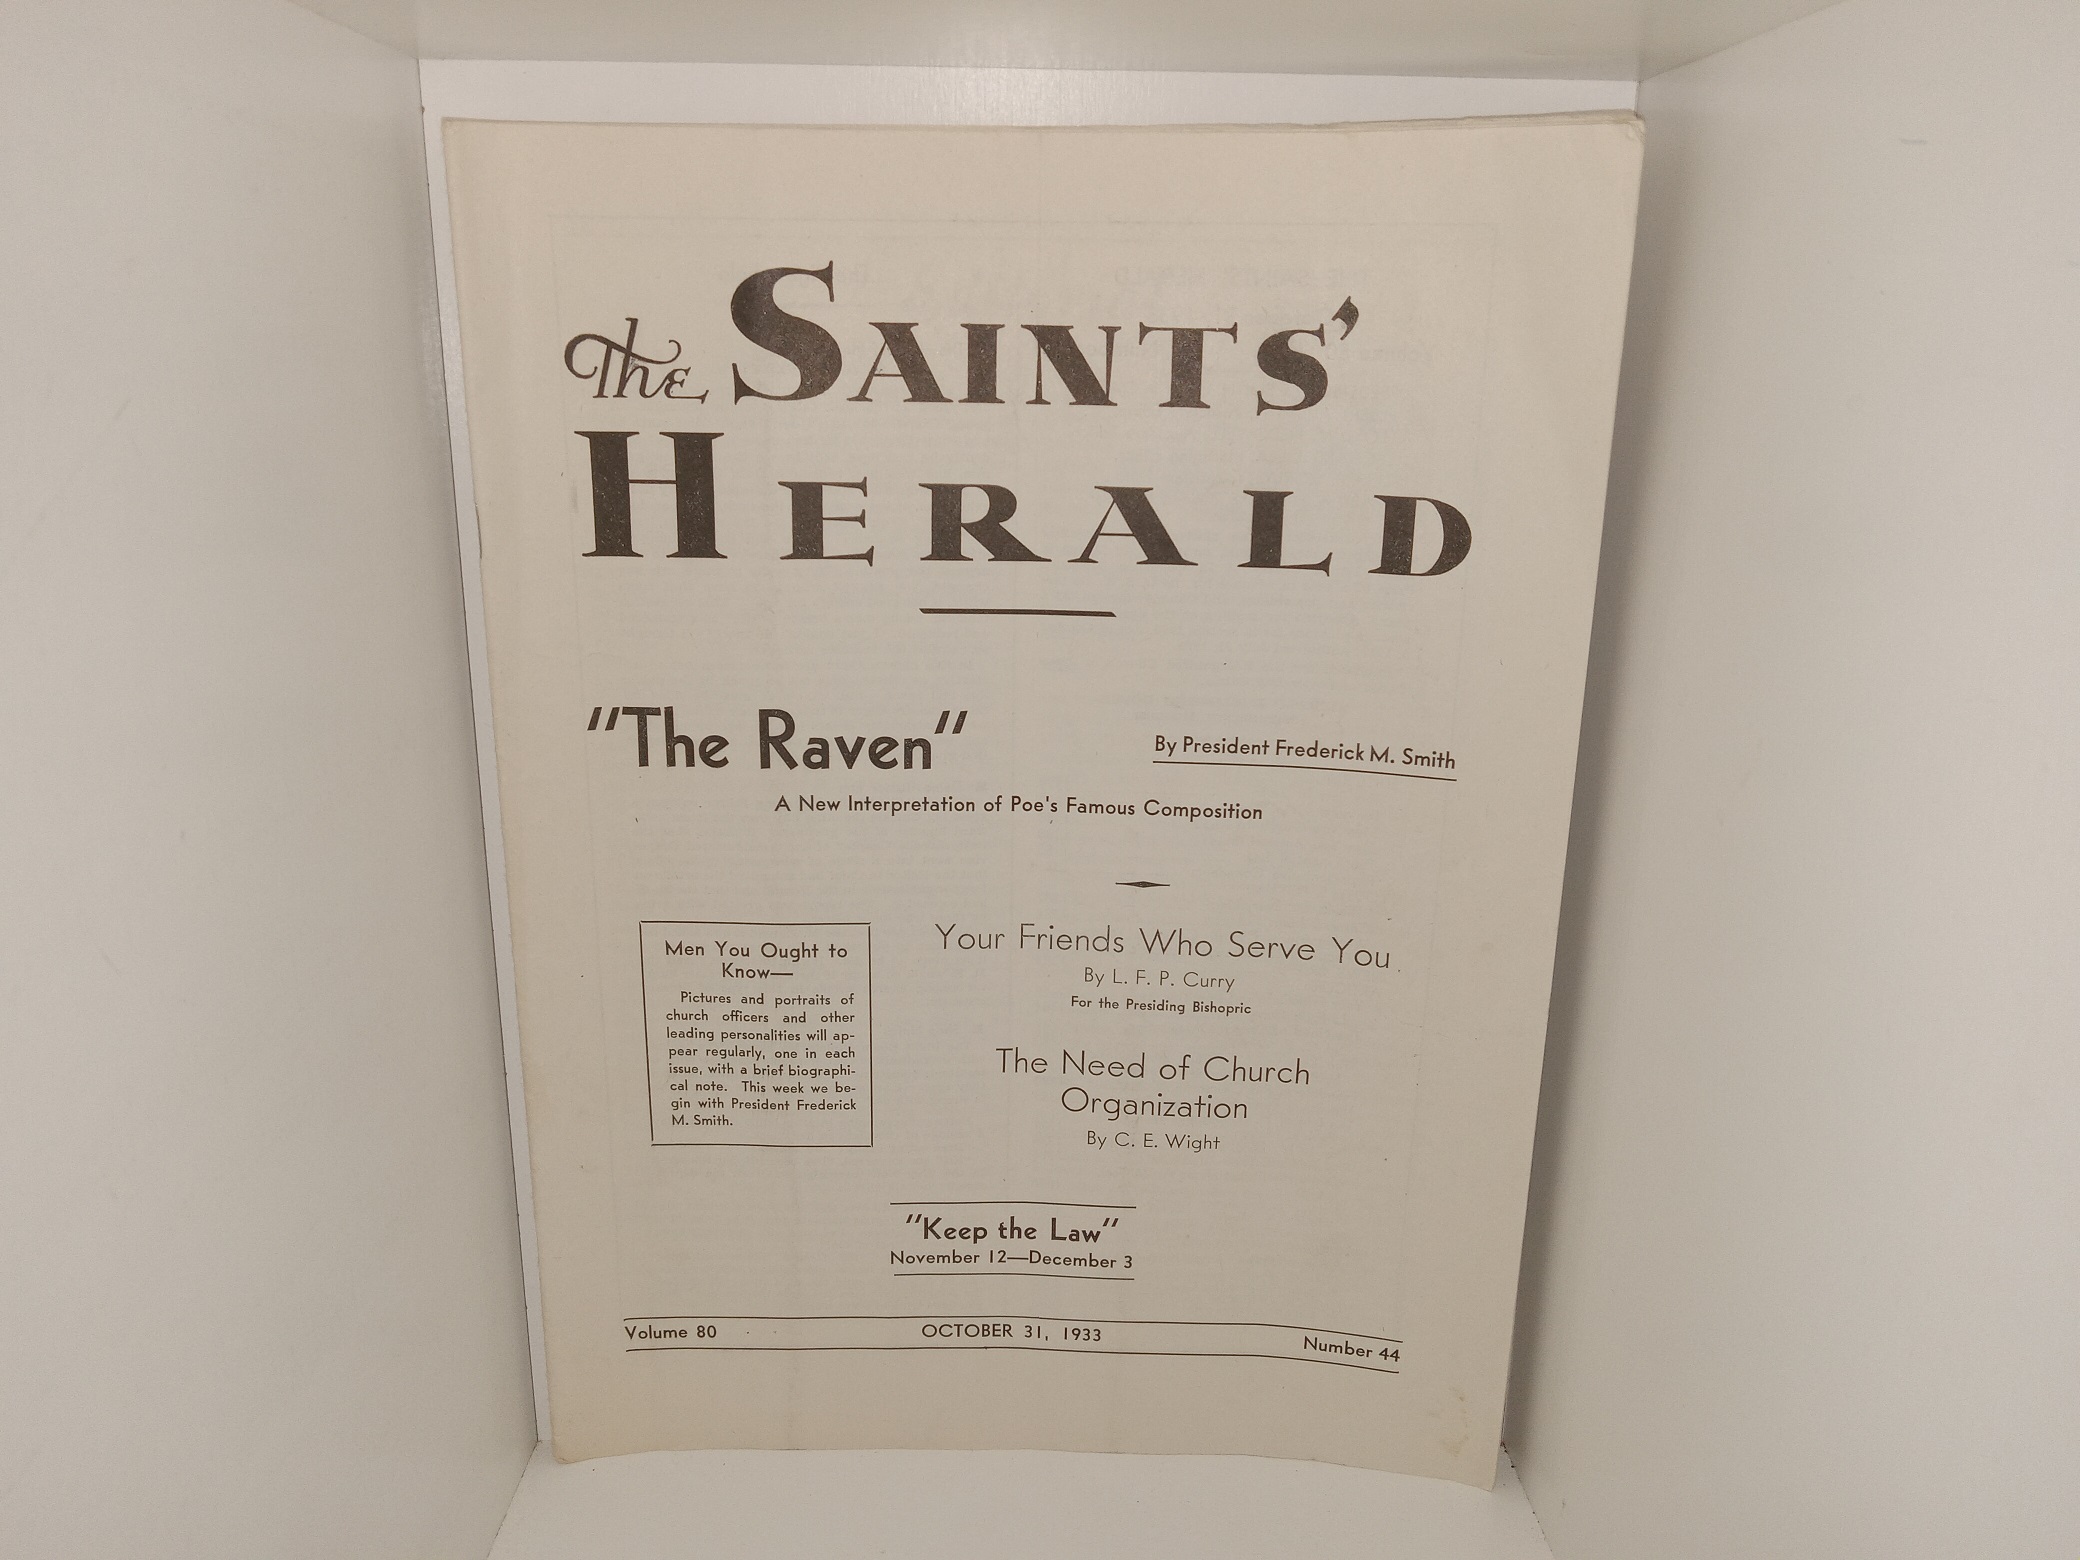 The SAINTS'
HERALD
"The Raven"
By President Frederick M. Smith
A New Interpretation of Poe's Famous Composition
Men You Ought to
Know—
Pictures and portraits of
church officers and other
leading personalities will ap-
pear regularly, one in each
issue, with a brief biographi-
cal note. This week we be-
gin with President Frederick
M. Smith.
Your Friends Who Serve You
By L. F. P. Curry
For the Presiding Bishopric
The Need of Church
Organization
By C. E. Wight
"Keep the Law"
November 12—December 3
Volume 80 OCTOBER 31, 1933 Number 44